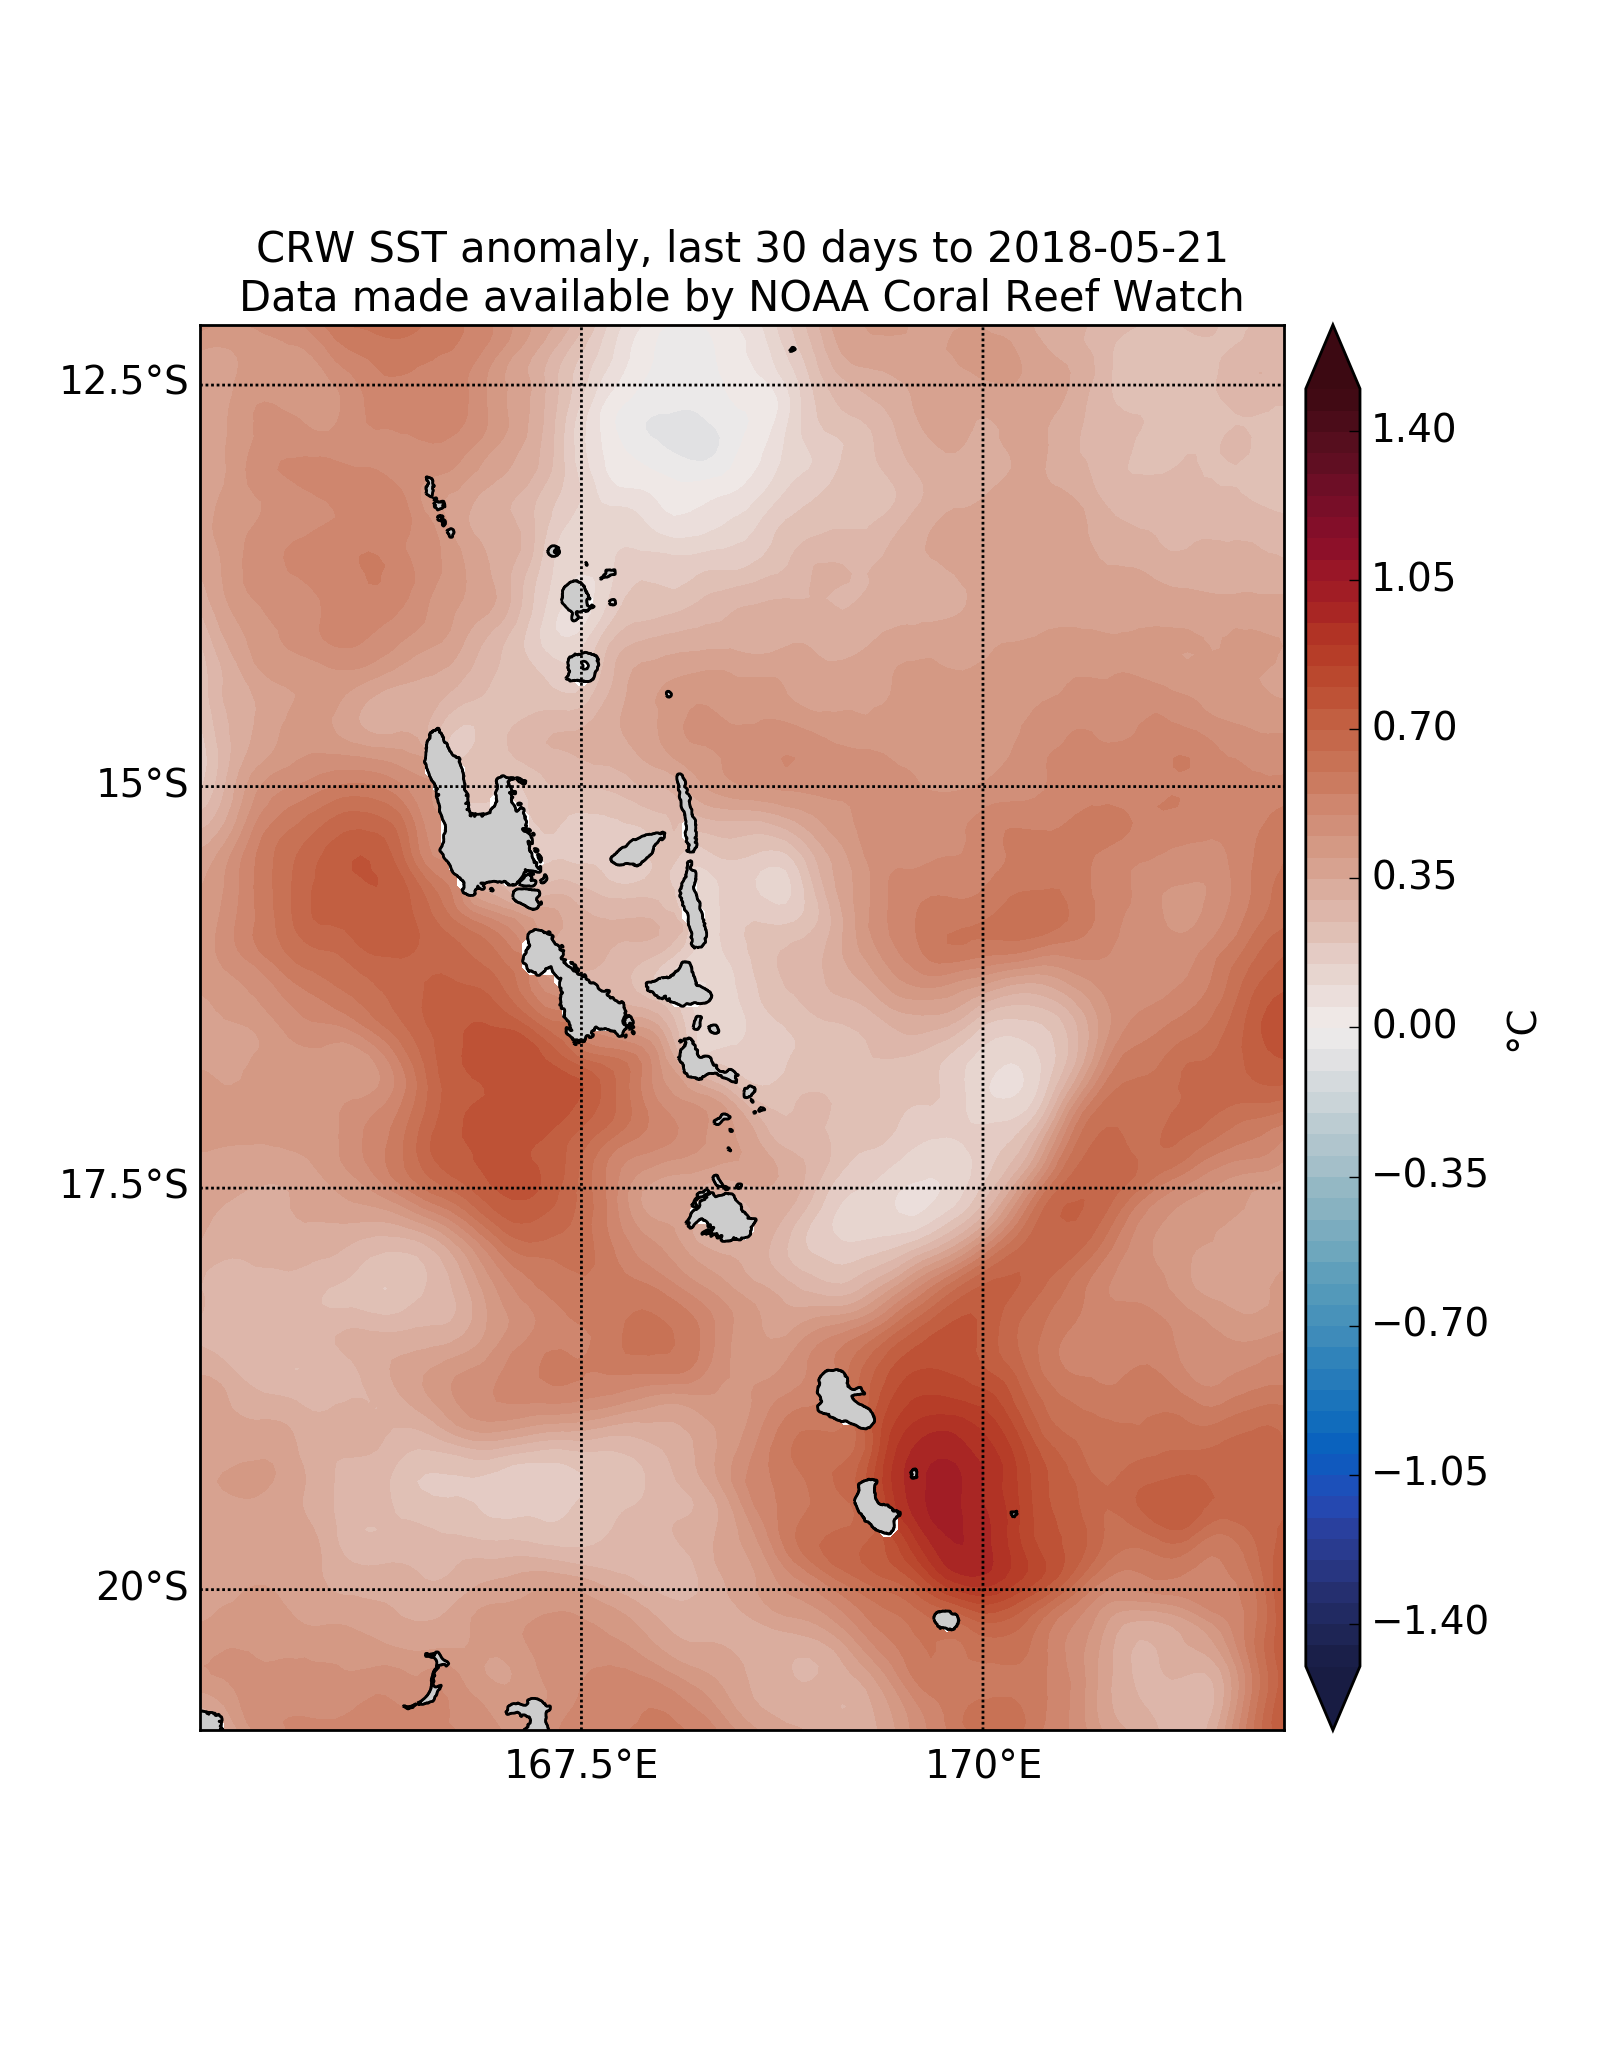 CRW SST anomaly, last 30 days to 2018-05-21
Data made available by NOAA Coral Reef Watch
12.5°S
15°S
17.5°S
20°S
167.5°E
170°E
1.40
1.05
0.70
0.35
0.00
−0.35
−0.70
−1.05
−1.40
°C